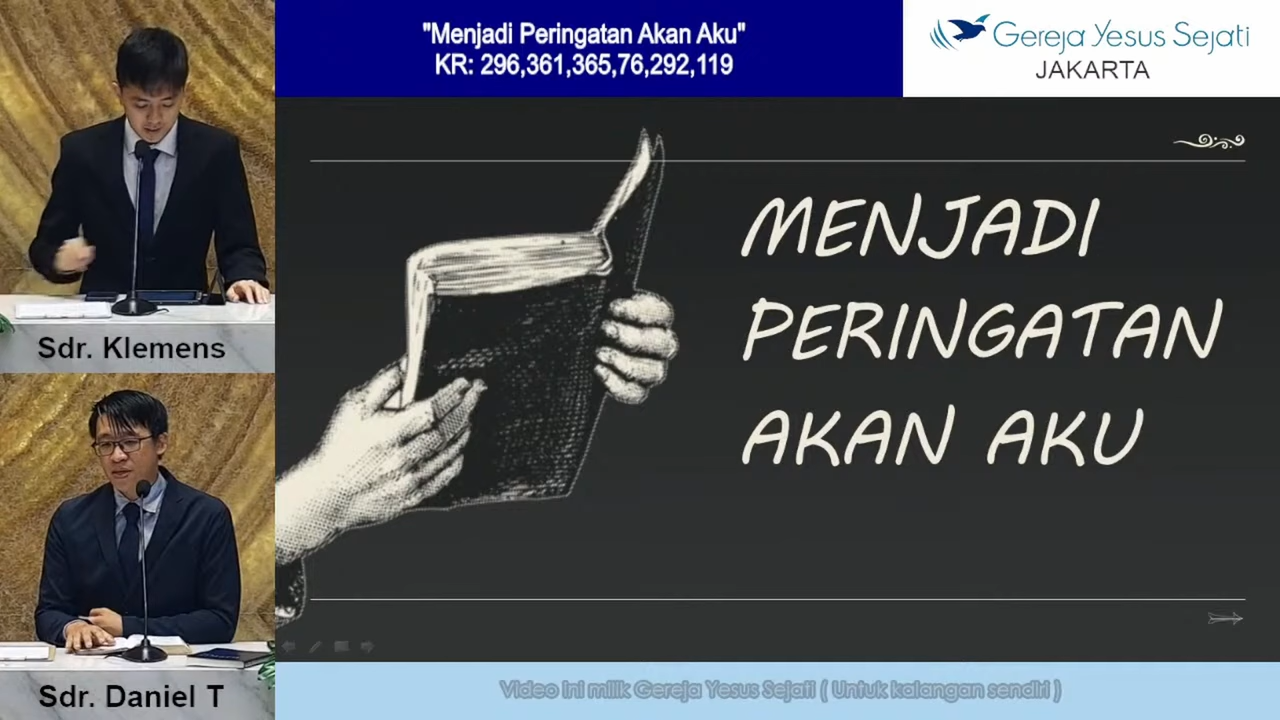 "Menjadi Peringatan Akan Aku"
KR: 296,361,365,76,292,119
Gereja Yesus Sejati
JAKARTA
MENJADI
PERINGATAN
AKAN AKU
Sdr. Klemens
Sdr. Daniel T
Video ini milik Gereja Yesus Sejati ( Untuk kalangan sendiri )